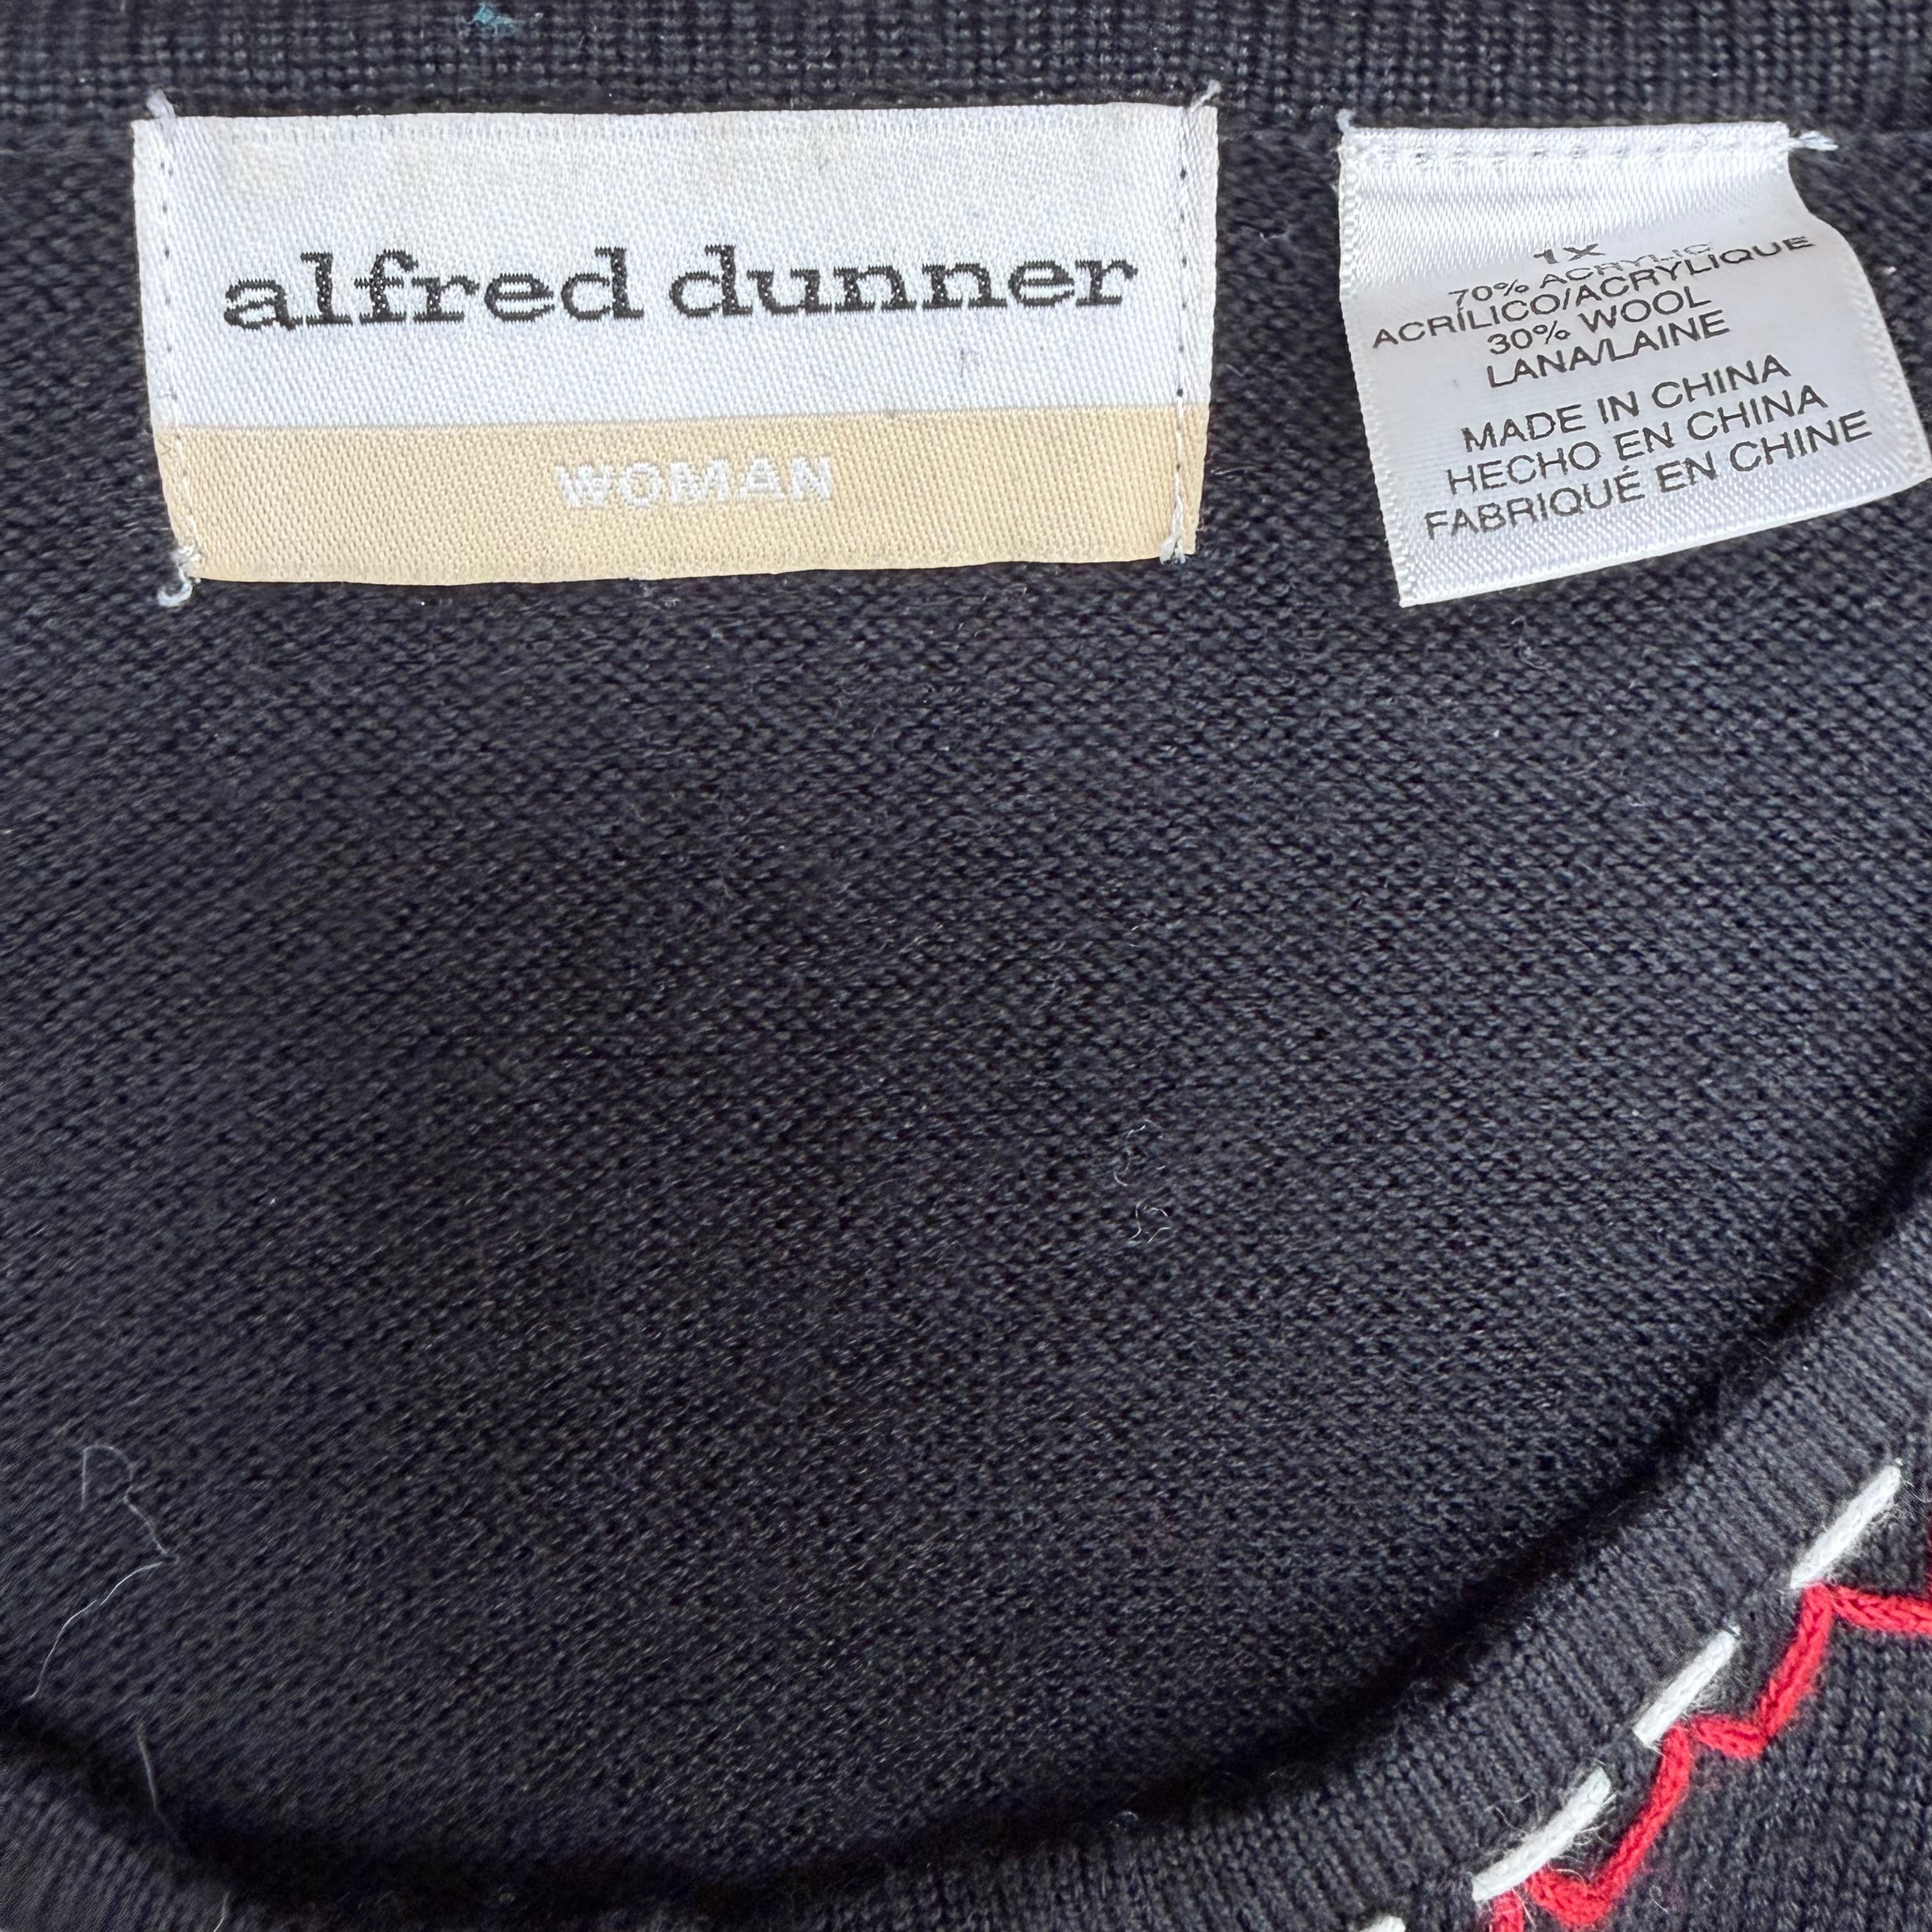 alfred dunner
WOMAN
1X
70% ACRYLIC
ACRÍLICO/ACRYLIQUE
30% WOOL
LANA/LAINE
MADE IN CHINA
HECHO EN CHINA
FABRIQUÉ EN CHINE